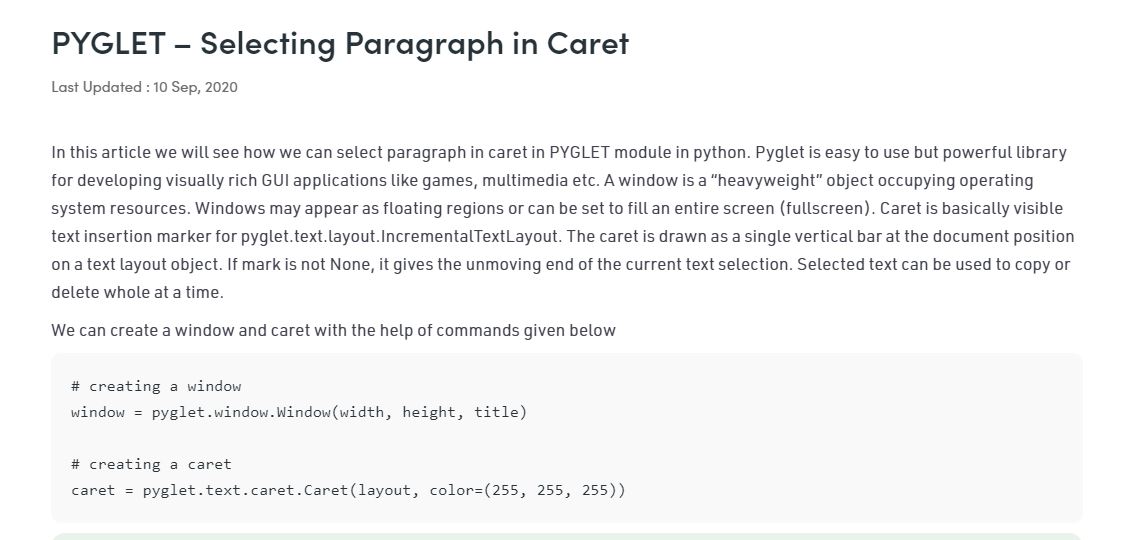 PYGLET – Selecting Paragraph in Caret
Last Updated : 10 Sep, 2020
In this article we will see how we can select paragraph in caret in PYGLET module in python. Pyglet is easy to use but powerful library
for developing visually rich GUI applications like games, multimedia etc. A window is a “heavyweight” object occupying operating
system resources. Windows may appear as floating regions or can be set to fill an entire screen (fullscreen). Caret is basically visible
text insertion marker for pyglet.text.layout.IncrementalTextLayout. The caret is drawn as a single vertical bar at the document position
on a text layout object. If mark is not None, it gives the unmoving end of the current text selection. Selected text can be used to copy or
delete whole at a time.
We can create a window and caret with the help of commands given below
# creating a window
window = pyglet.window.Window(width, height, title)
# creating a caret
caret = pyglet.text.caret.Caret(layout, color=(255, 255, 255))